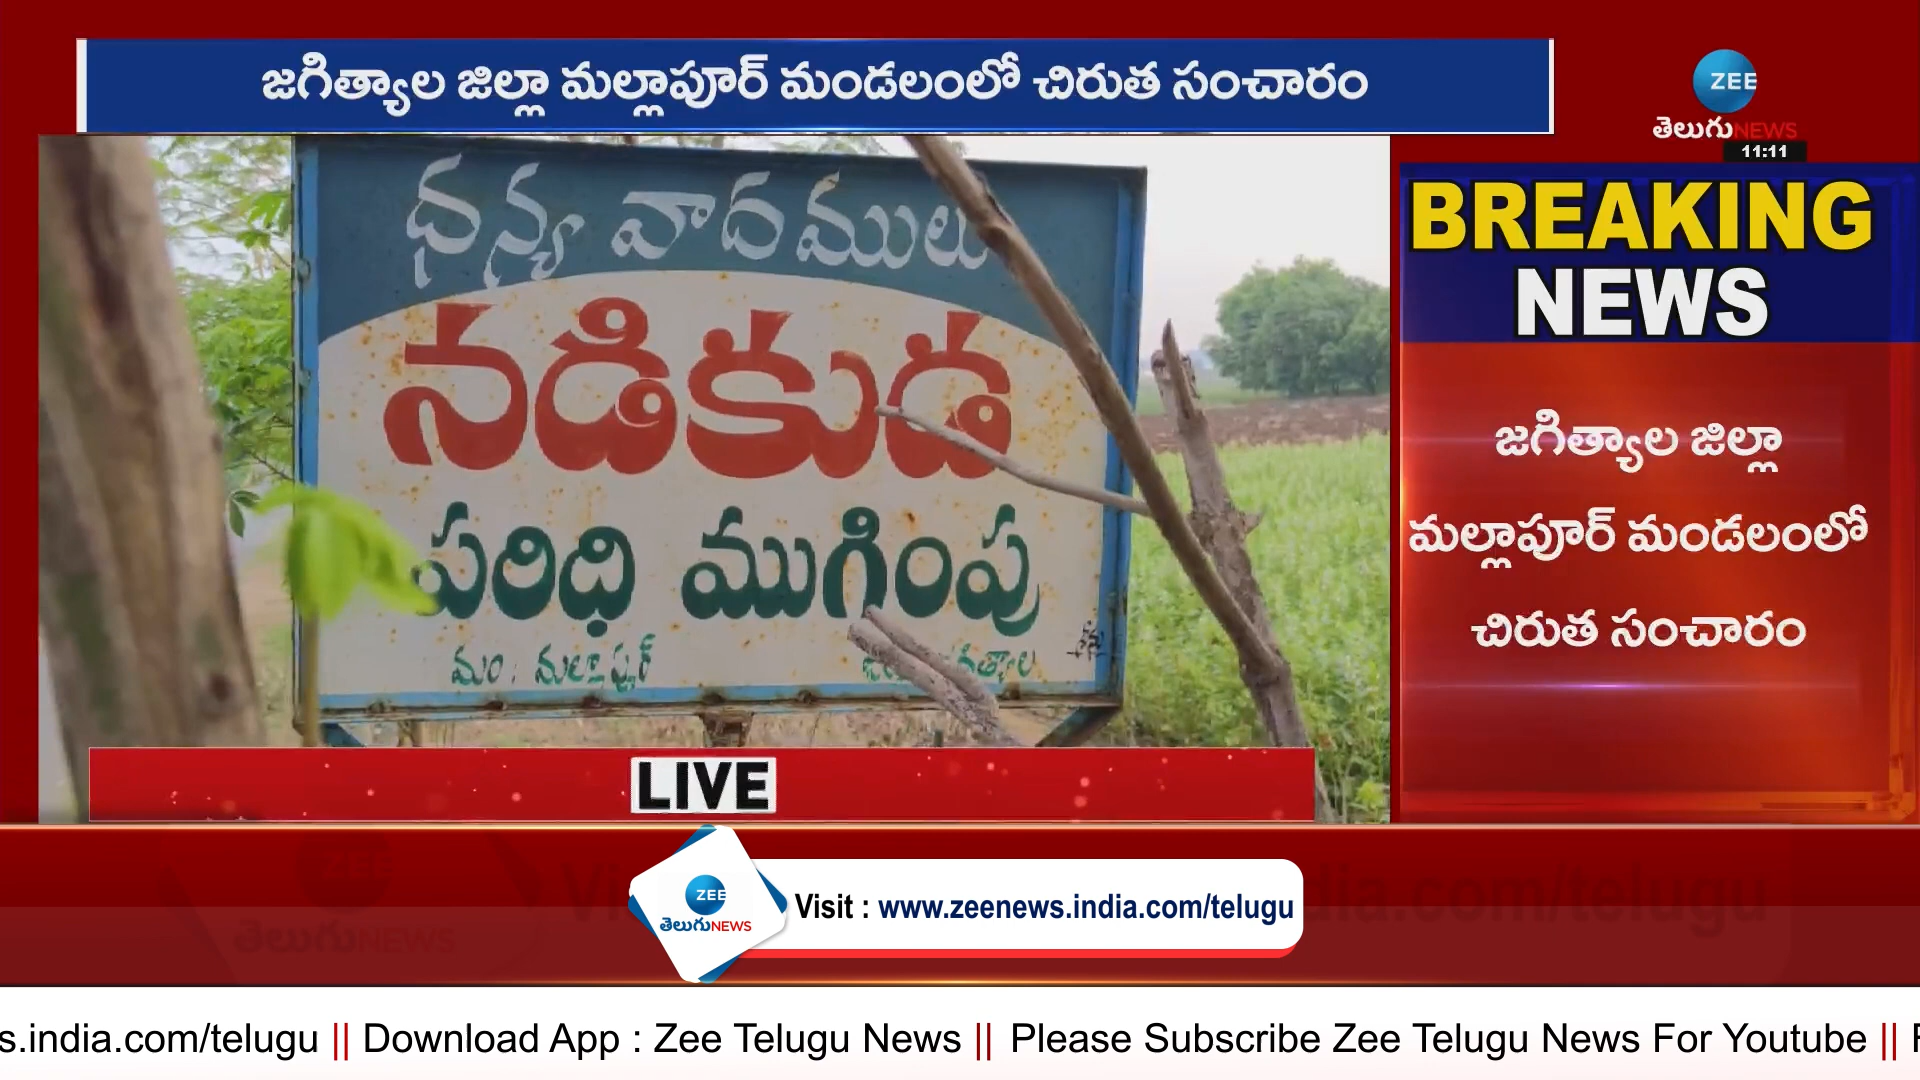 జగిత్యాల జిల్లా మల్లాపూర్ మండలంలో చిరుత సంచారం
ZEE
తెలుగు NEWS
11:11
BREAKING
NEWS
జగిత్యాల జిల్లా
మల్లాపూర్ మండలంలో
చిరుత సంచారం
ధన్య వాదములు
నడికుడ
పరిధి ముగింపు
మం: మల్లాపూర్
LIVE
ZEE
తెలుగు NEWS
Visit : www.zeenews.india.com/telugu
s.india.com/telugu || Download App : Zee Telugu News || Please Subscribe Zee Telugu News For Youtube ||